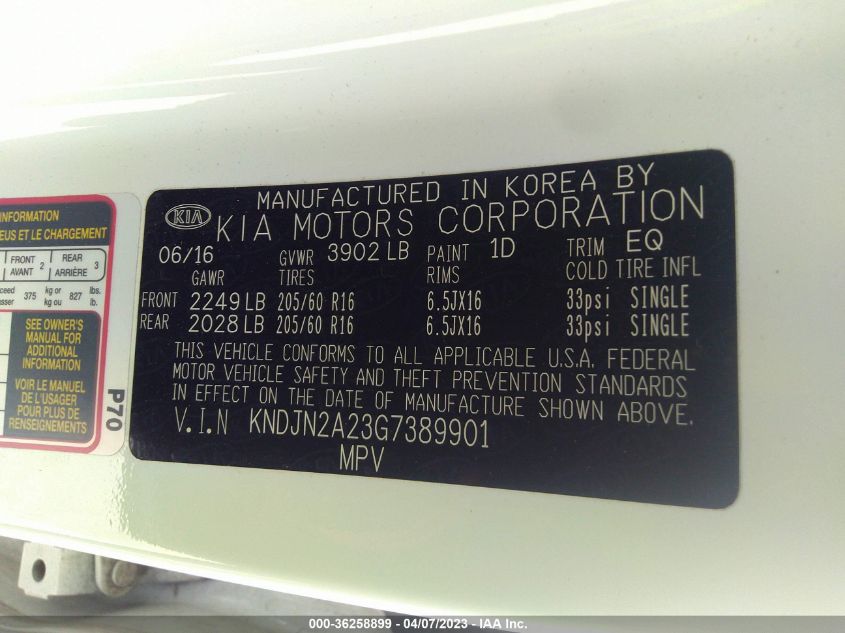 MANUFACTURED IN KOREA BY
KIA KIA MOTORS CORPORATION
06/16 GVWR 3902 LB PAINT 1D TRIM EQ
GAWR TIRES RIMS COLD TIRE INFL
FRONT 2249 LB 205/60 R16 6.5JX16 33psi SINGLE
REAR 2028 LB 205/60 R16 6.5JX16 33psi SINGLE
THIS VEHICLE CONFORMS TO ALL APPLICABLE U.S.A. FEDERAL
MOTOR VEHICLE SAFETY AND THEFT PREVENTION STANDARDS
IN EFFECT ON THE DATE OF MANUFACTURE SHOWN ABOVE.
V.I.N KNDJN2A23G7389901
MPV
INFORMATION
ET LE CHARGEMENT
FRONT AVANT 2 REAR ARRIÈRE 3
375 kg or kg ou 827 lbs. lb.
SEE OWNER'S
MANUAL FOR
ADDITIONAL
INFORMATION
VOIR LE MANUEL
DE L'USAGER
POUR PLUS DE
RENSEIGNEMENTS
P70
000-36258899 - 04/07/2023 - IAA Inc.